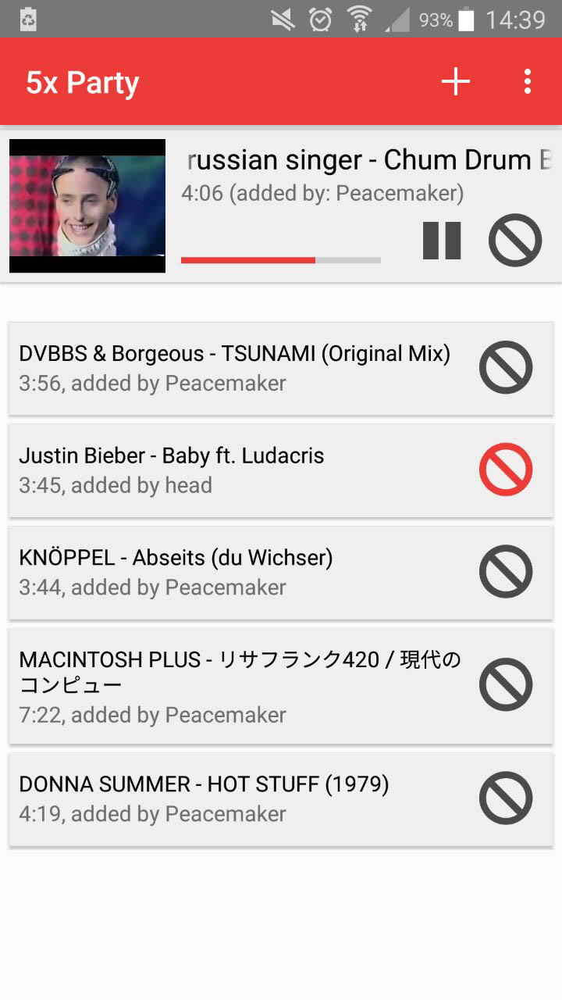 93% 14:39
5x Party
russian singer - Chum Drum
4:06 (added by: Peacemaker)
DVBBS & Borgeous - TSUNAMI (Original Mix)
3:56, added by Peacemaker
Justin Bieber - Baby ft. Ludacris
3:45, added by head
KNÖPPEL - Abseits (du Wichser)
3:44, added by Peacemaker
MACINTOSH PLUS - リサフランク420 / 現代の
コンピュー
7:22, added by Peacemaker
DONNA SUMMER - HOT STUFF (1979)
4:19, added by Peacemaker